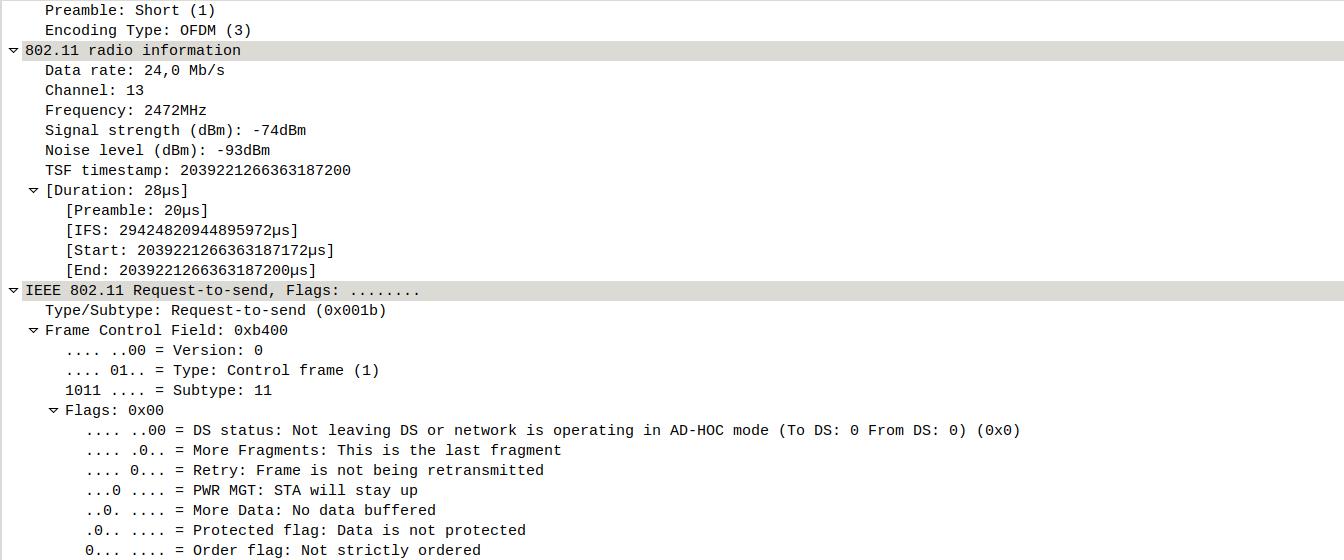 Preamble: Short (1)
Encoding Type: OFDM (3)
802.11 radio information
Data rate: 24,0 Mb/s
Channel: 13
Frequency: 2472MHz
Signal strength (dBm): -74dBm
Noise level (dBm): -93dBm
TSF timestamp: 2039221266363187200
[Duration: 28µs]
[Preamble: 20µs]
[IFS: 29424820944895972µs]
[Start: 2039221266363187172µs]
[End: 2039221266363187200µs]
IEEE 802.11 Request-to-send, Flags: ........
Type/Subtype: Request-to-send (0x001b)
Frame Control Field: 0xb400
.... ..00 = Version: 0
.... 01.. = Type: Control frame (1)
1011 .... = Subtype: 11
Flags: 0x00
.... ..00 = DS status: Not leaving DS or network is operating in AD-HOC mode (To DS: 0 From DS: 0) (0x0)
.... .0.. = More Fragments: This is the last fragment
.... 0... = Retry: Frame is not being retransmitted
...0 .... = PWR MGT: STA will stay up
..0. .... = More Data: No data buffered
.0.. .... = Protected flag: Data is not protected
0... .... = Order flag: Not strictly ordered